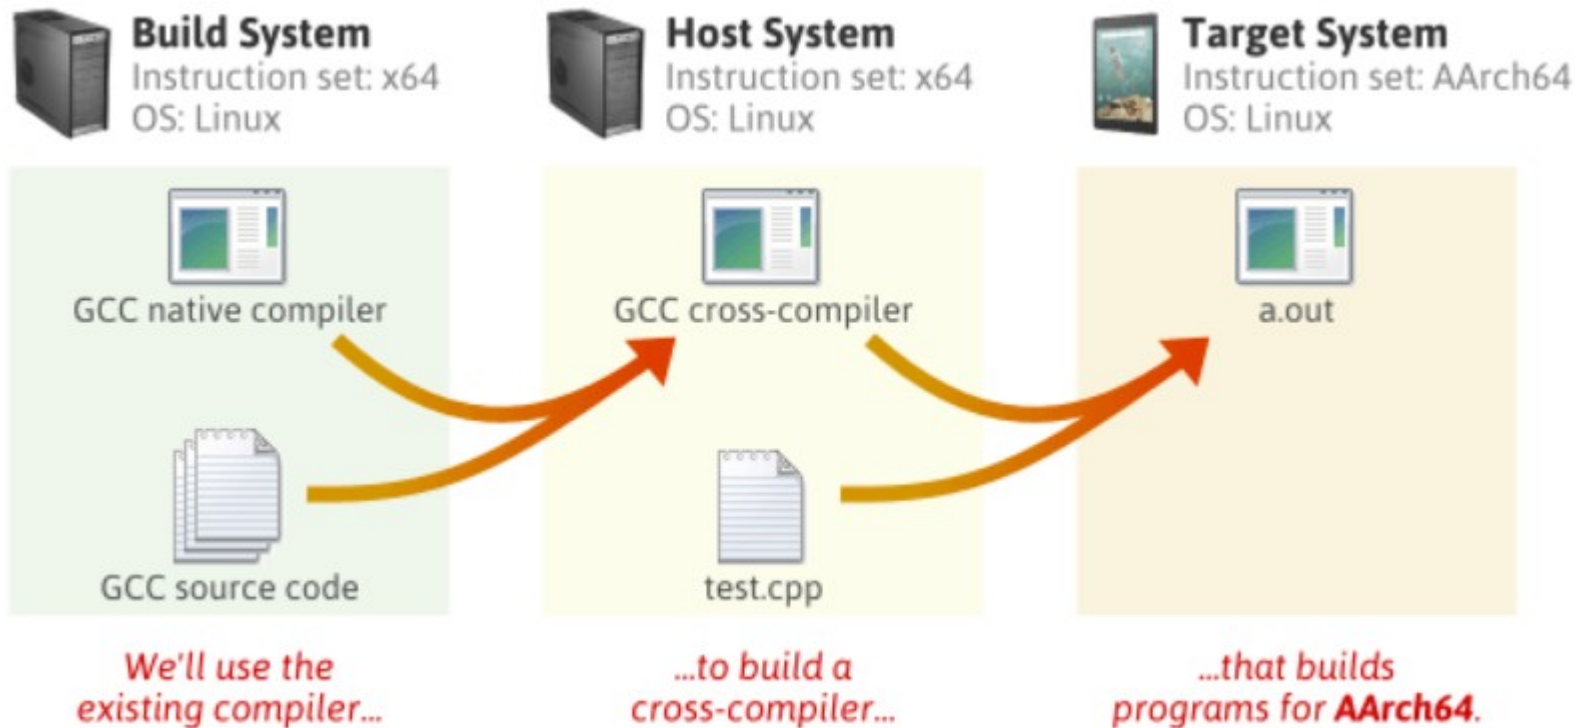 Build System
Instruction set: x64
OS: Linux
Host System
Instruction set: x64
OS: Linux
Target System
Instruction set: AArch64
OS: Linux
GCC native compiler
GCC cross-compiler
a.out
GCC source code
test.cpp
We'll use the
existing compiler...
...to build a
cross-compiler...
...that builds
programs for AArch64.